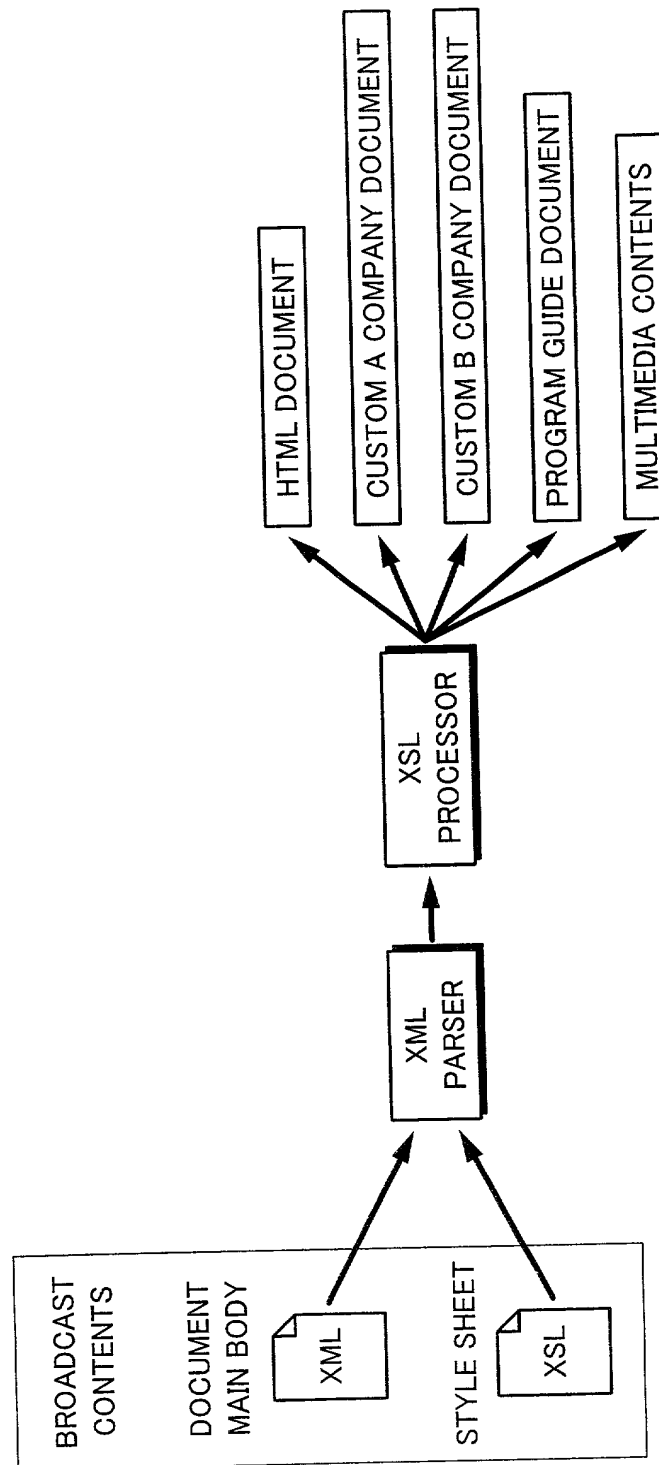 BROADCAST
CONTENTS
DOCUMENT
MAIN BODY
XML
STYLE SHEET
XSL
XML
PARSER
XSL
PROCESSOR
HTML DOCUMENT
CUSTOM A COMPANY DOCUMENT
CUSTOM B COMPANY DOCUMENT
PROGRAM GUIDE DOCUMENT
MULTIMEDIA CONTENTS